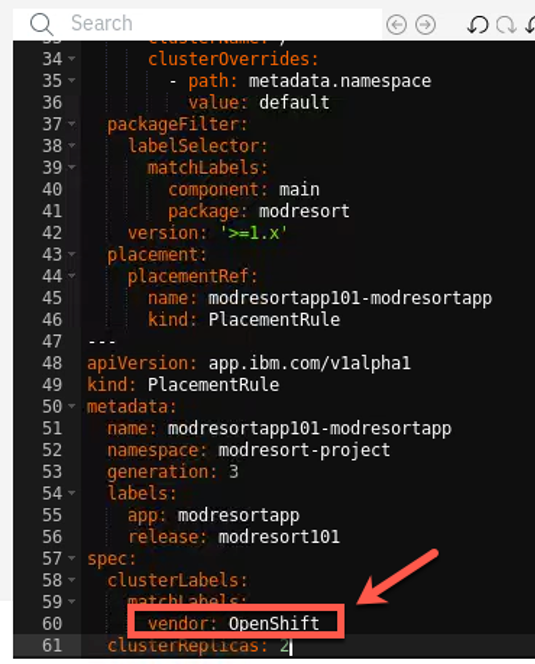 Search
34 clusterOverrides:
35 - path: metadata.namespace
36 value: default
37 packageFilter:
38 labelSelector:
39 matchLabels:
40 component: main
41 package: modresort
42 version: '>=1.x'
43 placement:
44 placementRef:
45 name: modresortapp101-modresortapp
46 kind: PlacementRule
47 ---
48 apiVersion: app.ibm.com/v1alpha1
49 kind: PlacementRule
50 metadata:
51 name: modresortapp101-modresortapp
52 namespace: modresort-project
53 generation: 3
54 labels:
55 app: modresortapp
56 release: modresort101
57 spec:
58 clusterLabels:
59 matchLabels:
60 vendor: OpenShift
61 clusterReplicas: 2